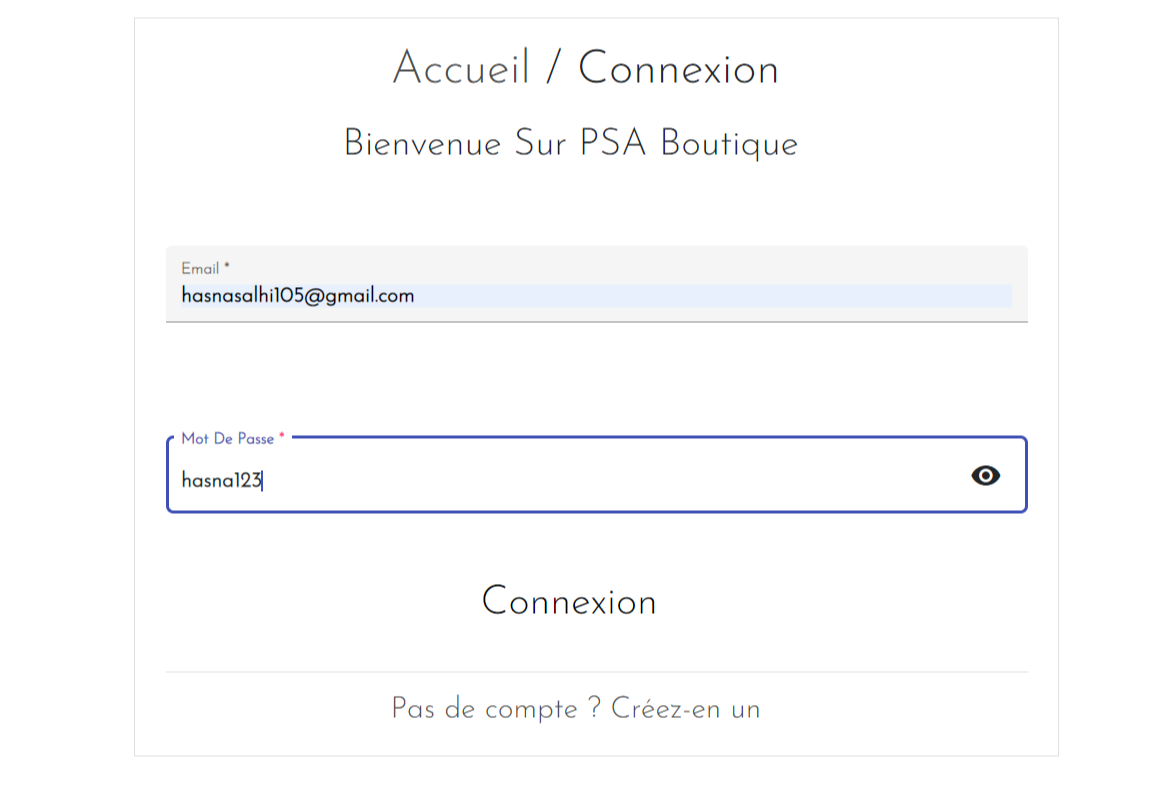 Accueil / Connexion
Bienvenue Sur PSA Boutique
Email *
hasnasalhi105@gmail.com
Mot De Passe *
hasna123
Connexion
Pas de compte ? Créez-en un